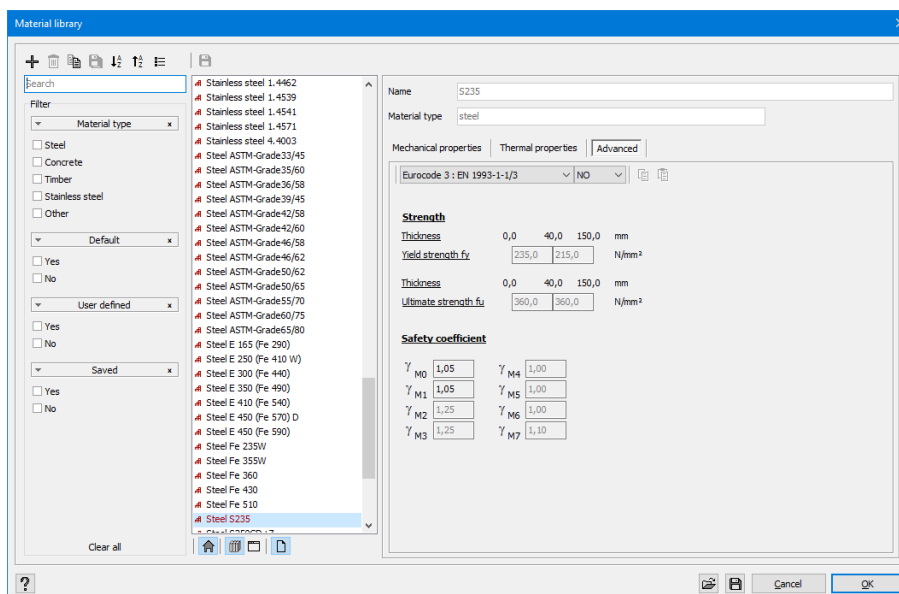 Material library
Search
Filter
Material type x
Steel
Concrete
Timber
Stainless steel
Other
Default x
Yes
No
User defined x
Yes
No
Saved x
Yes
No
Clear all
Stainless steel 1.4462
Stainless steel 1.4539
Stainless steel 1.4541
Stainless steel 1.4571
Stainless steel 4.4003
Steel ASTM-Grade33/45
Steel ASTM-Grade35/60
Steel ASTM-Grade36/58
Steel ASTM-Grade39/45
Steel ASTM-Grade42/58
Steel ASTM-Grade42/60
Steel ASTM-Grade46/58
Steel ASTM-Grade46/62
Steel ASTM-Grade50/62
Steel ASTM-Grade50/65
Steel ASTM-Grade55/70
Steel ASTM-Grade60/75
Steel ASTM-Grade65/80
Steel E 165 (Fe 290)
Steel E 250 (Fe 410 W)
Steel E 300 (Fe 440)
Steel E 350 (Fe 490)
Steel E 410 (Fe 540)
Steel E 450 (Fe 570) D
Steel E 450 (Fe 590)
Steel Fe 235W
Steel Fe 355W
Steel Fe 360
Steel Fe 430
Steel Fe 510
Steel S235
Name S235
Material type steel
Mechanical properties Thermal properties Advanced
Eurocode 3 : EN 1993-1-1/3 NO
Strength
Thickness 0,0 40,0 150,0 mm
Yield strength fy 235,0 215,0 N/mm²
Thickness 0,0 40,0 150,0 mm
Ultimate strength fu 360,0 360,0 N/mm²
Safety coefficient
γ M0 1,05 γ M4 1,00
γ M1 1,05 γ M5 1,00
γ M2 1,25 γ M6 1,00
γ M3 1,25 γ M7 1,10
? Cancel OK